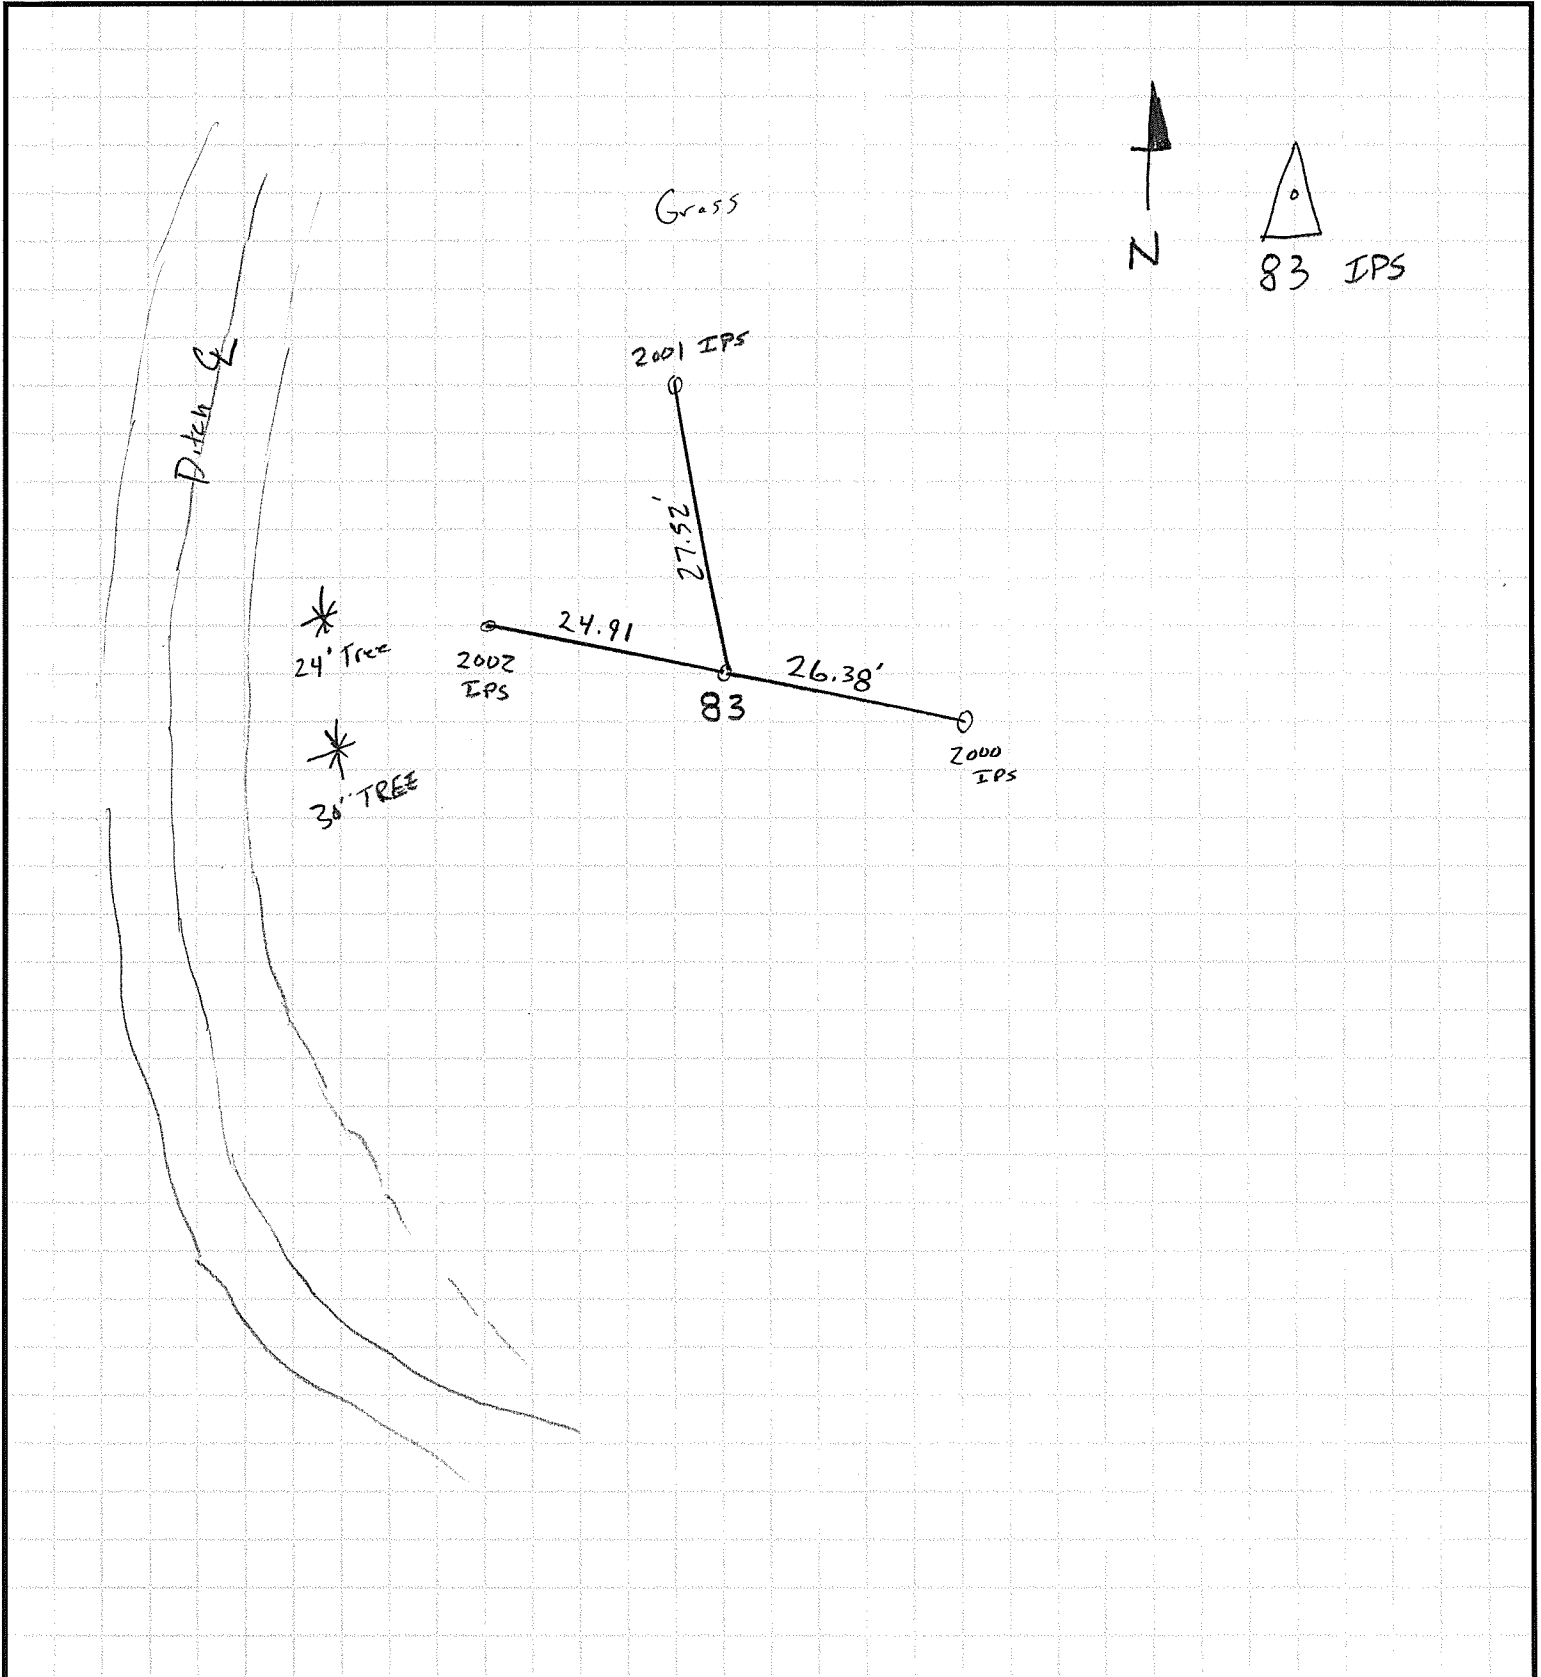 Grass
N
83 IPS
2001 IPS
Ditch ℄
27.52'
24.91
24' Tree
2002
IPS
26.38'
83
2000
IPS
30" TREE